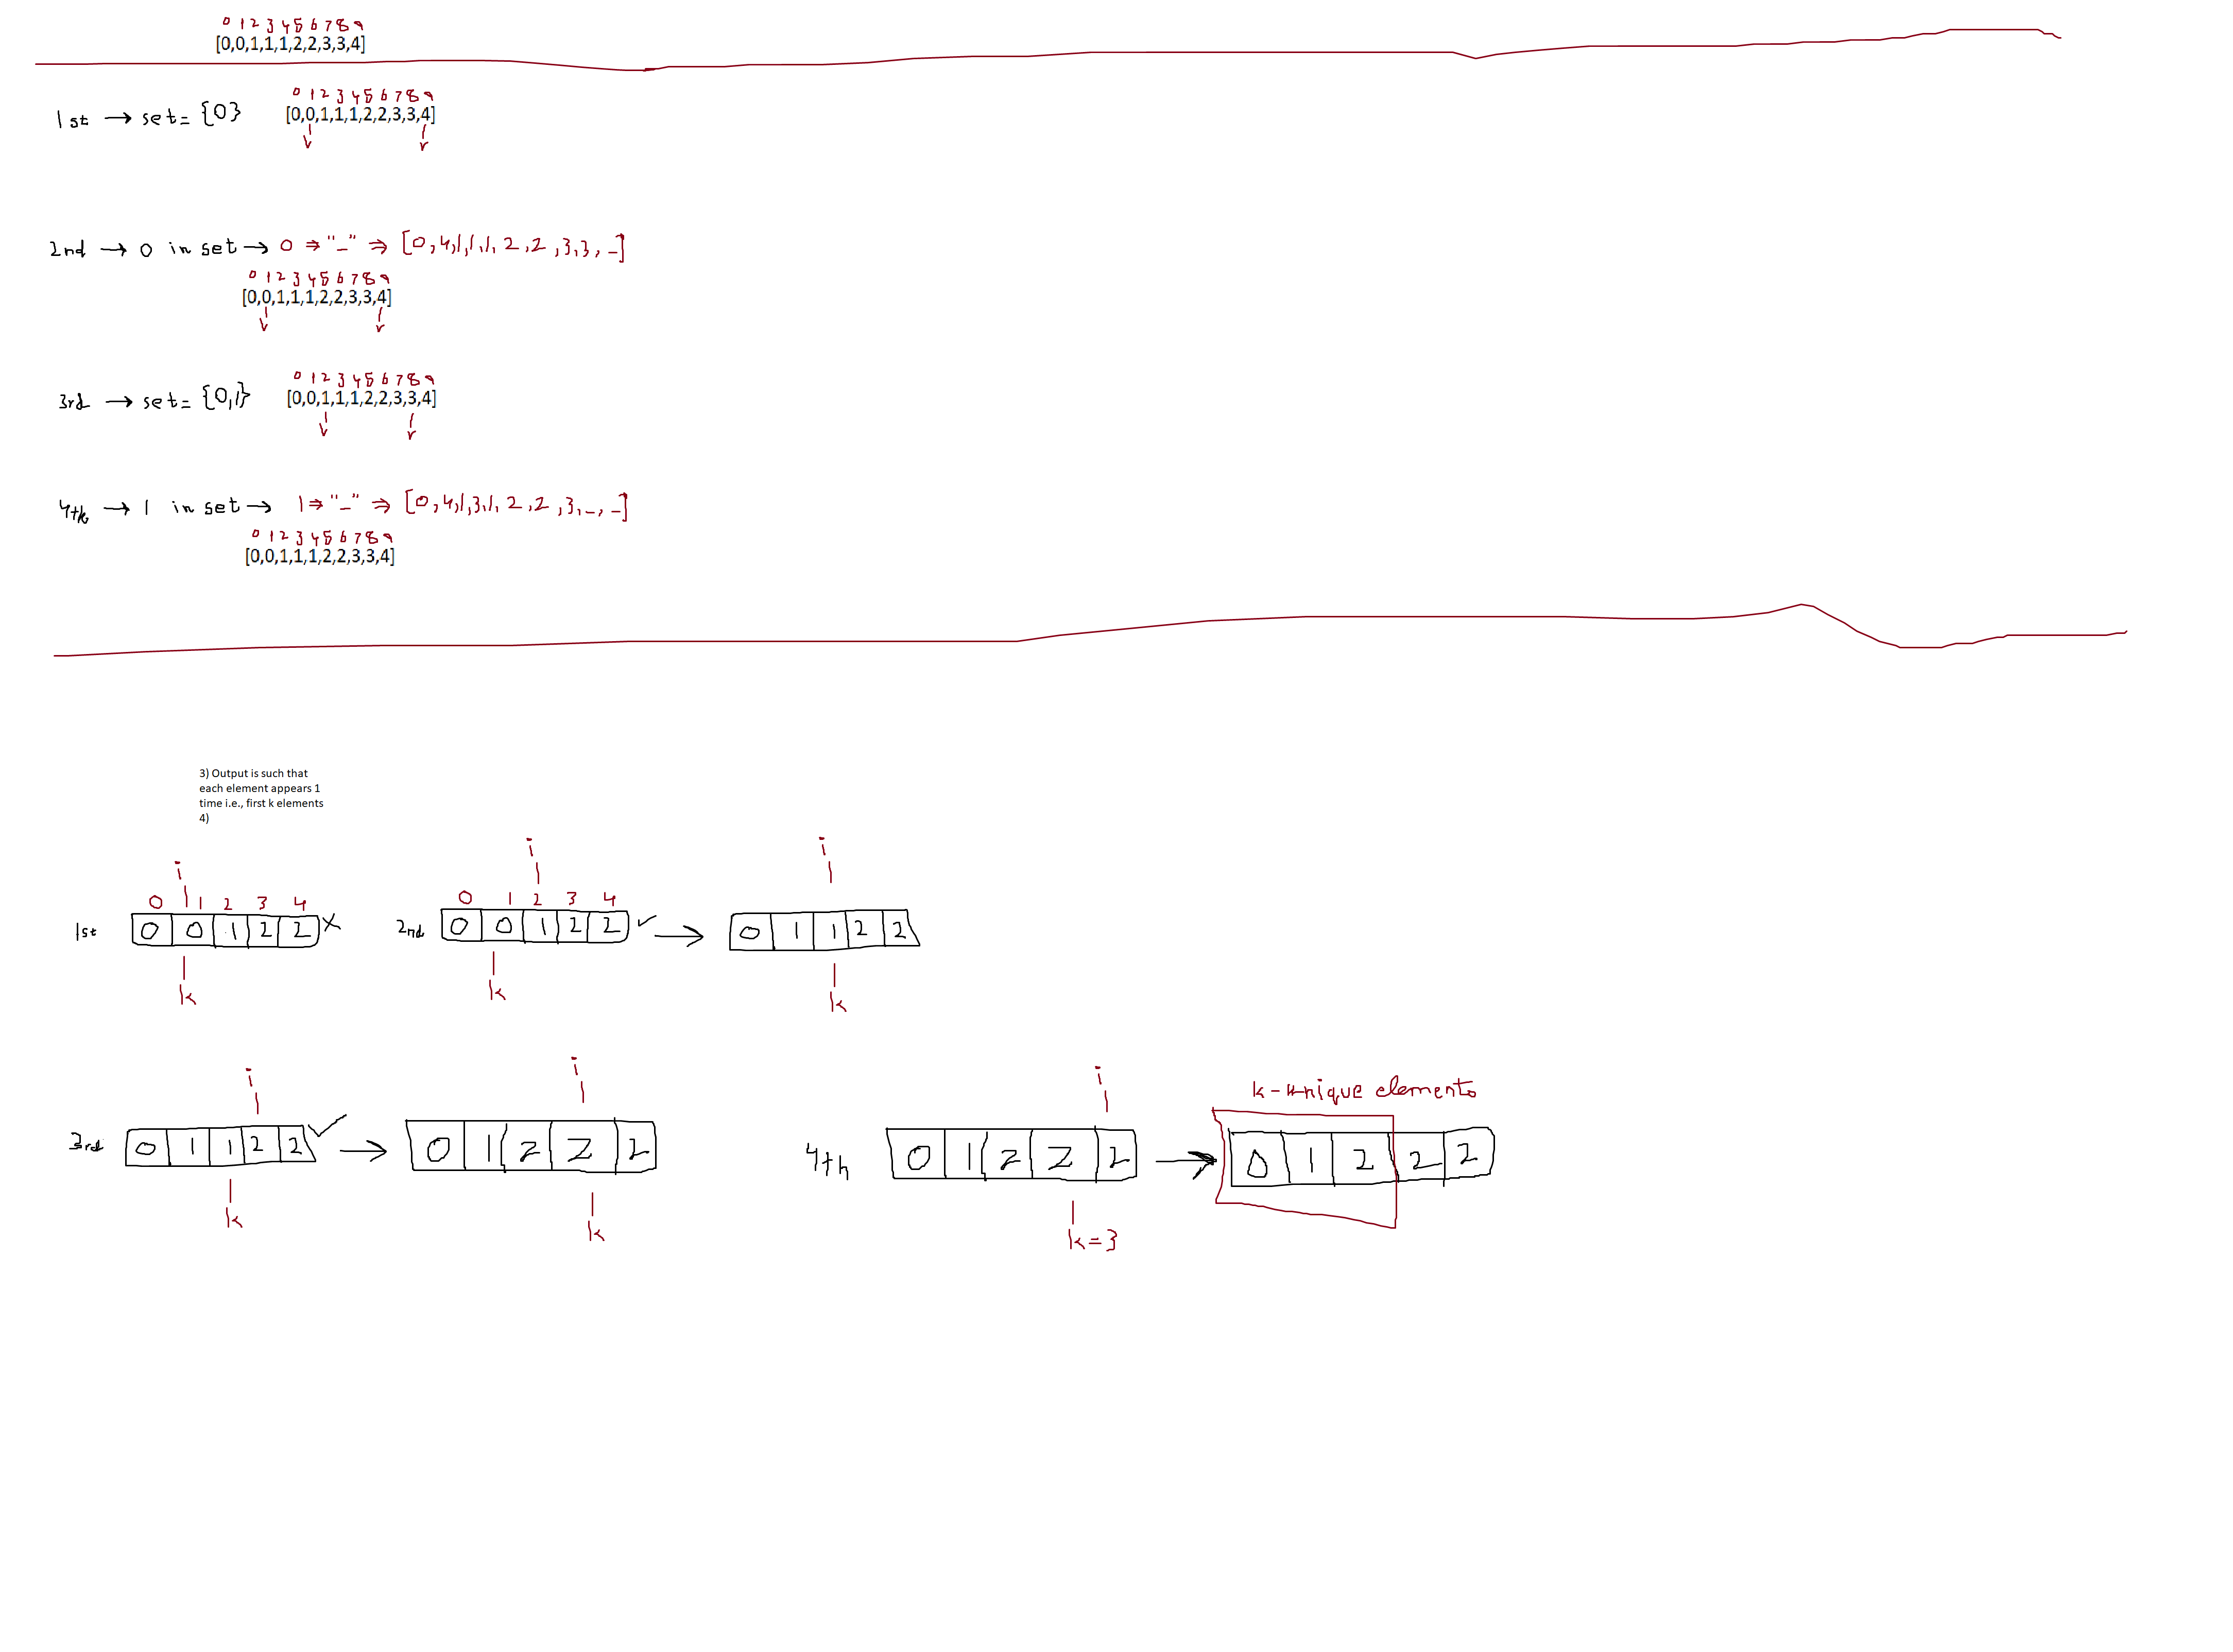 0 1 2 3 4 5 6 7 8 9
[0,0,1,1,1,2,2,3,3,4]
1st → set = {0}
0 1 2 3 4 5 6 7 8 9
[0,0,1,1,1,2,2,3,3,4]
r
2nd → 0 in set → 0 ⇒ "_" ⇒ [0,4,1,1,1,2,2,3,3,_]
0 1 2 3 4 5 6 7 8 9
[0,0,1,1,1,2,2,3,3,4]
r
3rd → set = {0,1}
0 1 2 3 4 5 6 7 8 9
[0,0,1,1,1,2,2,3,3,4]
r
4th → 1 in set → 1 ⇒ "_" ⇒ [0,4,1,3,1,2,2,3,_,_]
0 1 2 3 4 5 6 7 8 9
[0,0,1,1,1,2,2,3,3,4]
3) Output is such that
each element appears 1
time i.e., first k elements
4)
i
0 1 2 3 4
1st 0 0 1 2 2 X
k
i
0 1 2 3 4
2nd 0 0 1 2 2 ✓ →
k
i
0 1 1 2 2
k
i
3rd 0 1 1 2 2 ✓ →
k
i
0 1 2 2 2
k
i
4th 0 1 2 2 2 →
k=3
k-unique elements
0 1 2 2 2